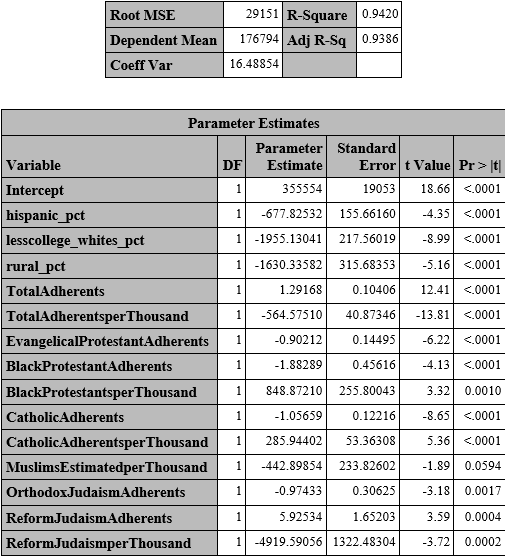 Root MSE 29151 R-Square 0.9420
Dependent Mean 176794 Adj R-Sq 0.9386
Coeff Var 16.48854
Parameter Estimates
Variable DF Parameter Estimate Standard Error t Value Pr > |t|
Intercept 1 355554 19053 18.66 <.0001
hispanic_pct 1 -677.82532 155.66160 -4.35 <.0001
lesscollege_whites_pct 1 -1955.13041 217.56019 -8.99 <.0001
rural_pct 1 -1630.33582 315.68353 -5.16 <.0001
TotalAdherents 1 1.29168 0.10406 12.41 <.0001
TotalAdherentsperThousand 1 -564.57510 40.87346 -13.81 <.0001
EvangelicalProtestantAdherents 1 -0.90212 0.14495 -6.22 <.0001
BlackProtestantAdherents 1 -1.88289 0.45616 -4.13 <.0001
BlackProtestantsperThousand 1 848.87210 255.80043 3.32 0.0010
CatholicAdherents 1 -1.05659 0.12216 -8.65 <.0001
CatholicAdherentsperThousand 1 285.94402 53.36308 5.36 <.0001
MuslimsEstimatedperThousand 1 -442.89854 233.82602 -1.89 0.0594
OrthodoxJudaismAdherents 1 -0.97433 0.30625 -3.18 0.0017
ReformJudaismAdherents 1 5.92534 1.65203 3.59 0.0004
ReformJudaismperThousand 1 -4919.59056 1322.48304 -3.72 0.0002